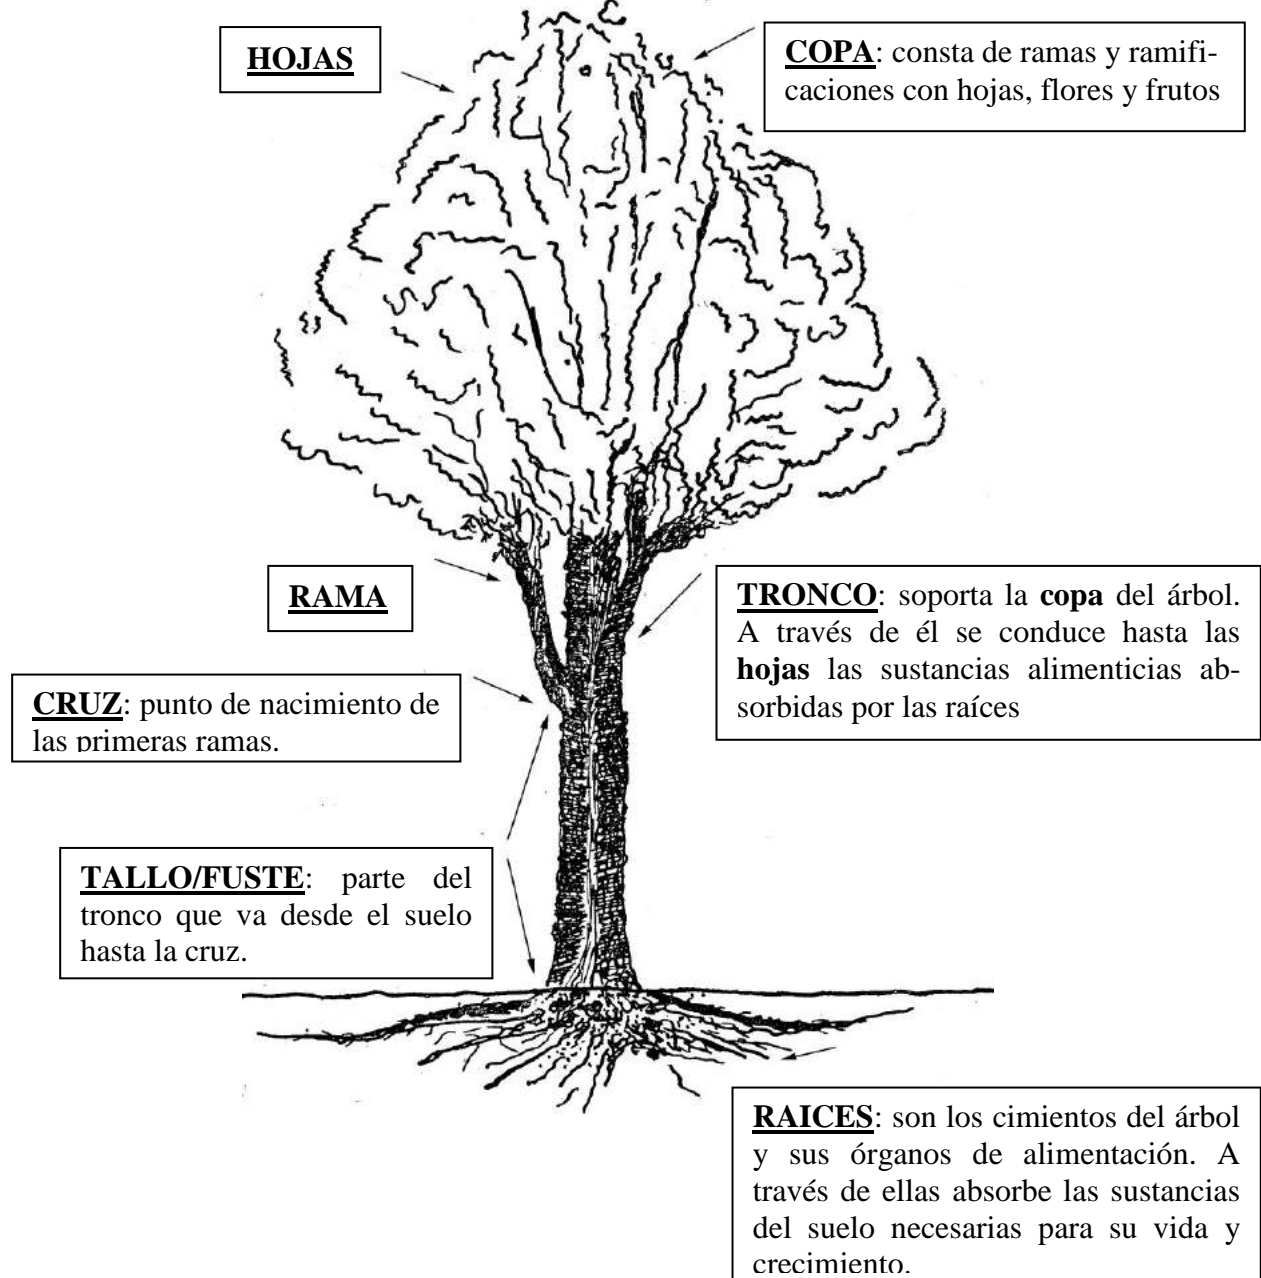 HOJAS
COPA: consta de ramas y ramifi-
caciones con hojas, flores y frutos
RAMA
TRONCO: soporta la copa del árbol.
A través de él se conduce hasta las
hojas las sustancias alimenticias ab-
sorbidas por las raíces
CRUZ: punto de nacimiento de
las primeras ramas.
TALLO/FUSTE: parte del
tronco que va desde el suelo
hasta la cruz.
RAICES: son los cimientos del árbol
y sus órganos de alimentación. A
través de ellas absorbe las sustancias
del suelo necesarias para su vida y
crecimiento.